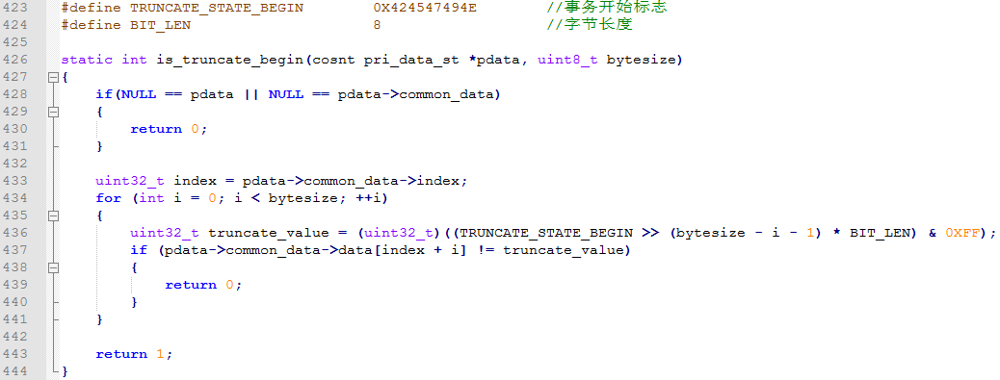 423 #define TRUNCATE_STATE_BEGIN 0X424547494E //事务开始标志
424 #define BIT_LEN 8 //字节长度
425
426 static int is_truncate_begin(cosnt pri_data_st *pdata, uint8_t bytesize)
427 {
428 if(NULL == pdata || NULL == pdata->common_data)
429 {
430 return 0;
431 }
432
433 uint32_t index = pdata->common_data->index;
434 for (int i = 0; i < bytesize; ++i)
435 {
436 uint32_t truncate_value = (uint32_t)((TRUNCATE_STATE_BEGIN >> (bytesize - i - 1) * BIT_LEN) & 0XFF);
437 if (pdata->common_data->data[index + i] != truncate_value)
438 {
439 return 0;
440 }
441 }
442
443 return 1;
444 }